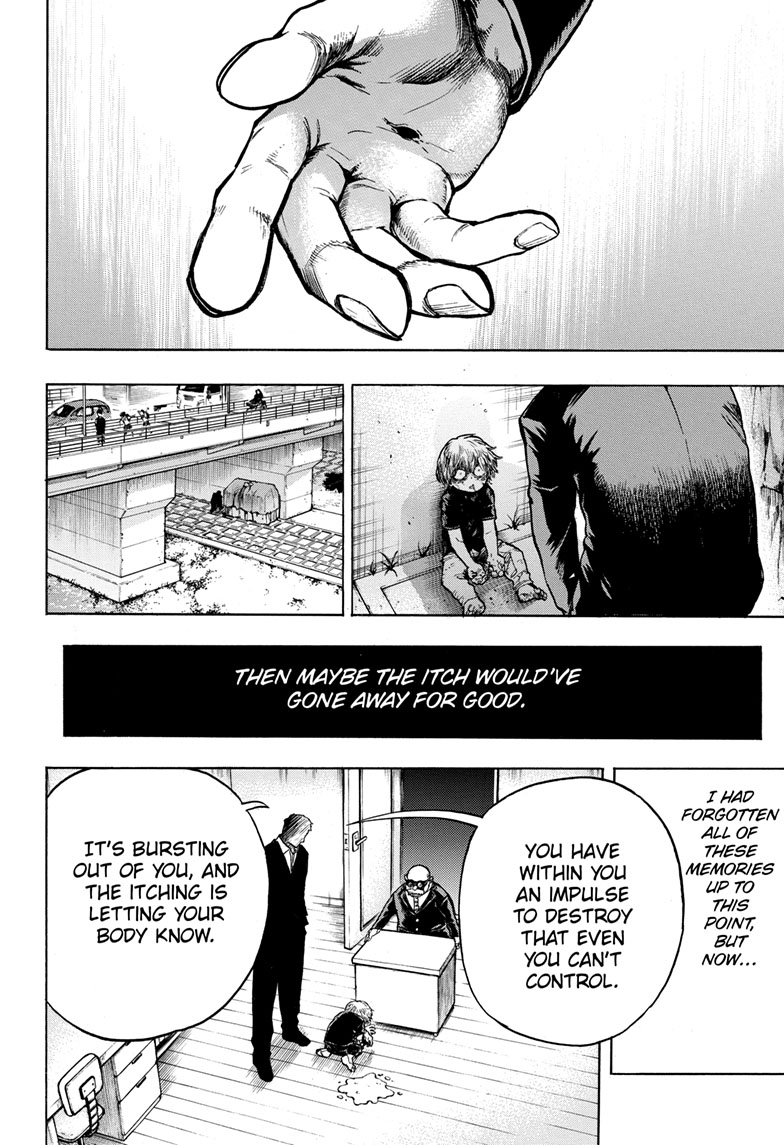 THEN MAYBE THE ITCH WOULD'VE
GONE AWAY FOR GOOD.
I HAD
FORGOTTEN
ALL OF
THESE
MEMORIES
UP TO
THIS
POINT,
BUT
NOW...
YOU HAVE
WITHIN YOU
AN IMPULSE
TO DESTROY
THAT EVEN
YOU CAN'T
CONTROL.
IT'S BURSTING
OUT OF YOU, AND
THE ITCHING IS
LETTING YOUR
BODY KNOW.